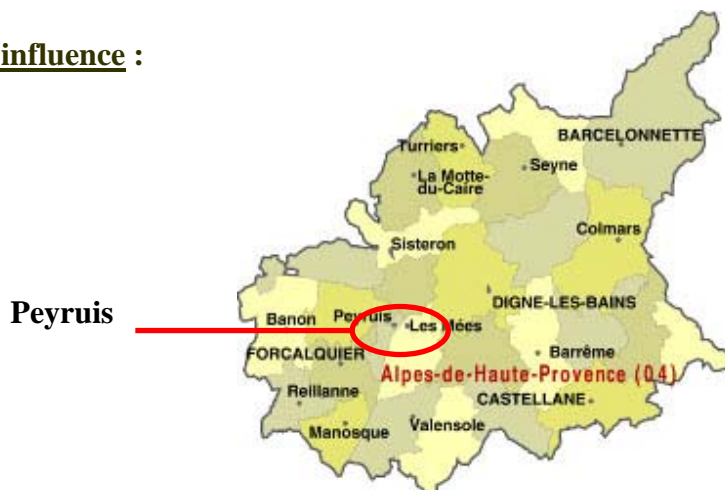 influence :
BARCELONNETTE
Turriers
Seyne
La Motte-
du-Caire
Colmars
Sisteron
DIGNE-LES-BAINS
Peyruis
Banon
Peyruis
Les Mées
FORCALQUIER
Barrême
Alpes-de-Haute-Provence (04)
Reillanne
CASTELLANE
Manosque
Valensole